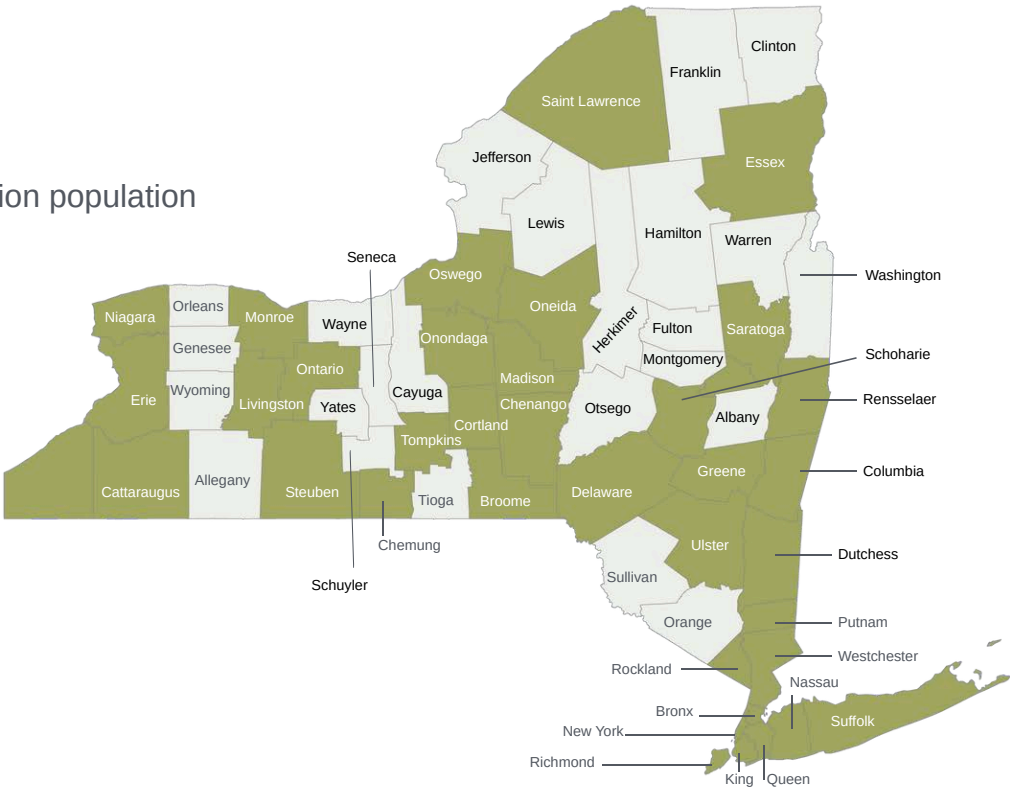 ion population
Clinton
Franklin
Saint Lawrence
Essex
Jefferson
Lewis
Hamilton
Warren
Seneca
Oswego
Washington
Orleans
Niagara
Monroe
Wayne
Oneida
Herkimer
Fulton
Saratoga
Genesee
Onondaga
Montgomery
Schoharie
Ontario
Madison
Wyoming
Cayuga
Erie
Livingston
Yates
Chenango
Otsego
Albany
Rensselaer
Cortland
Tompkins
Greene
Columbia
Allegany
Cattaraugus
Steuben
Tioga
Broome
Delaware
Chemung
Ulster
Dutchess
Schuyler
Sullivan
Orange
Putnam
Westchester
Rockland
Nassau
Bronx
Suffolk
New York
Richmond
King
Queen